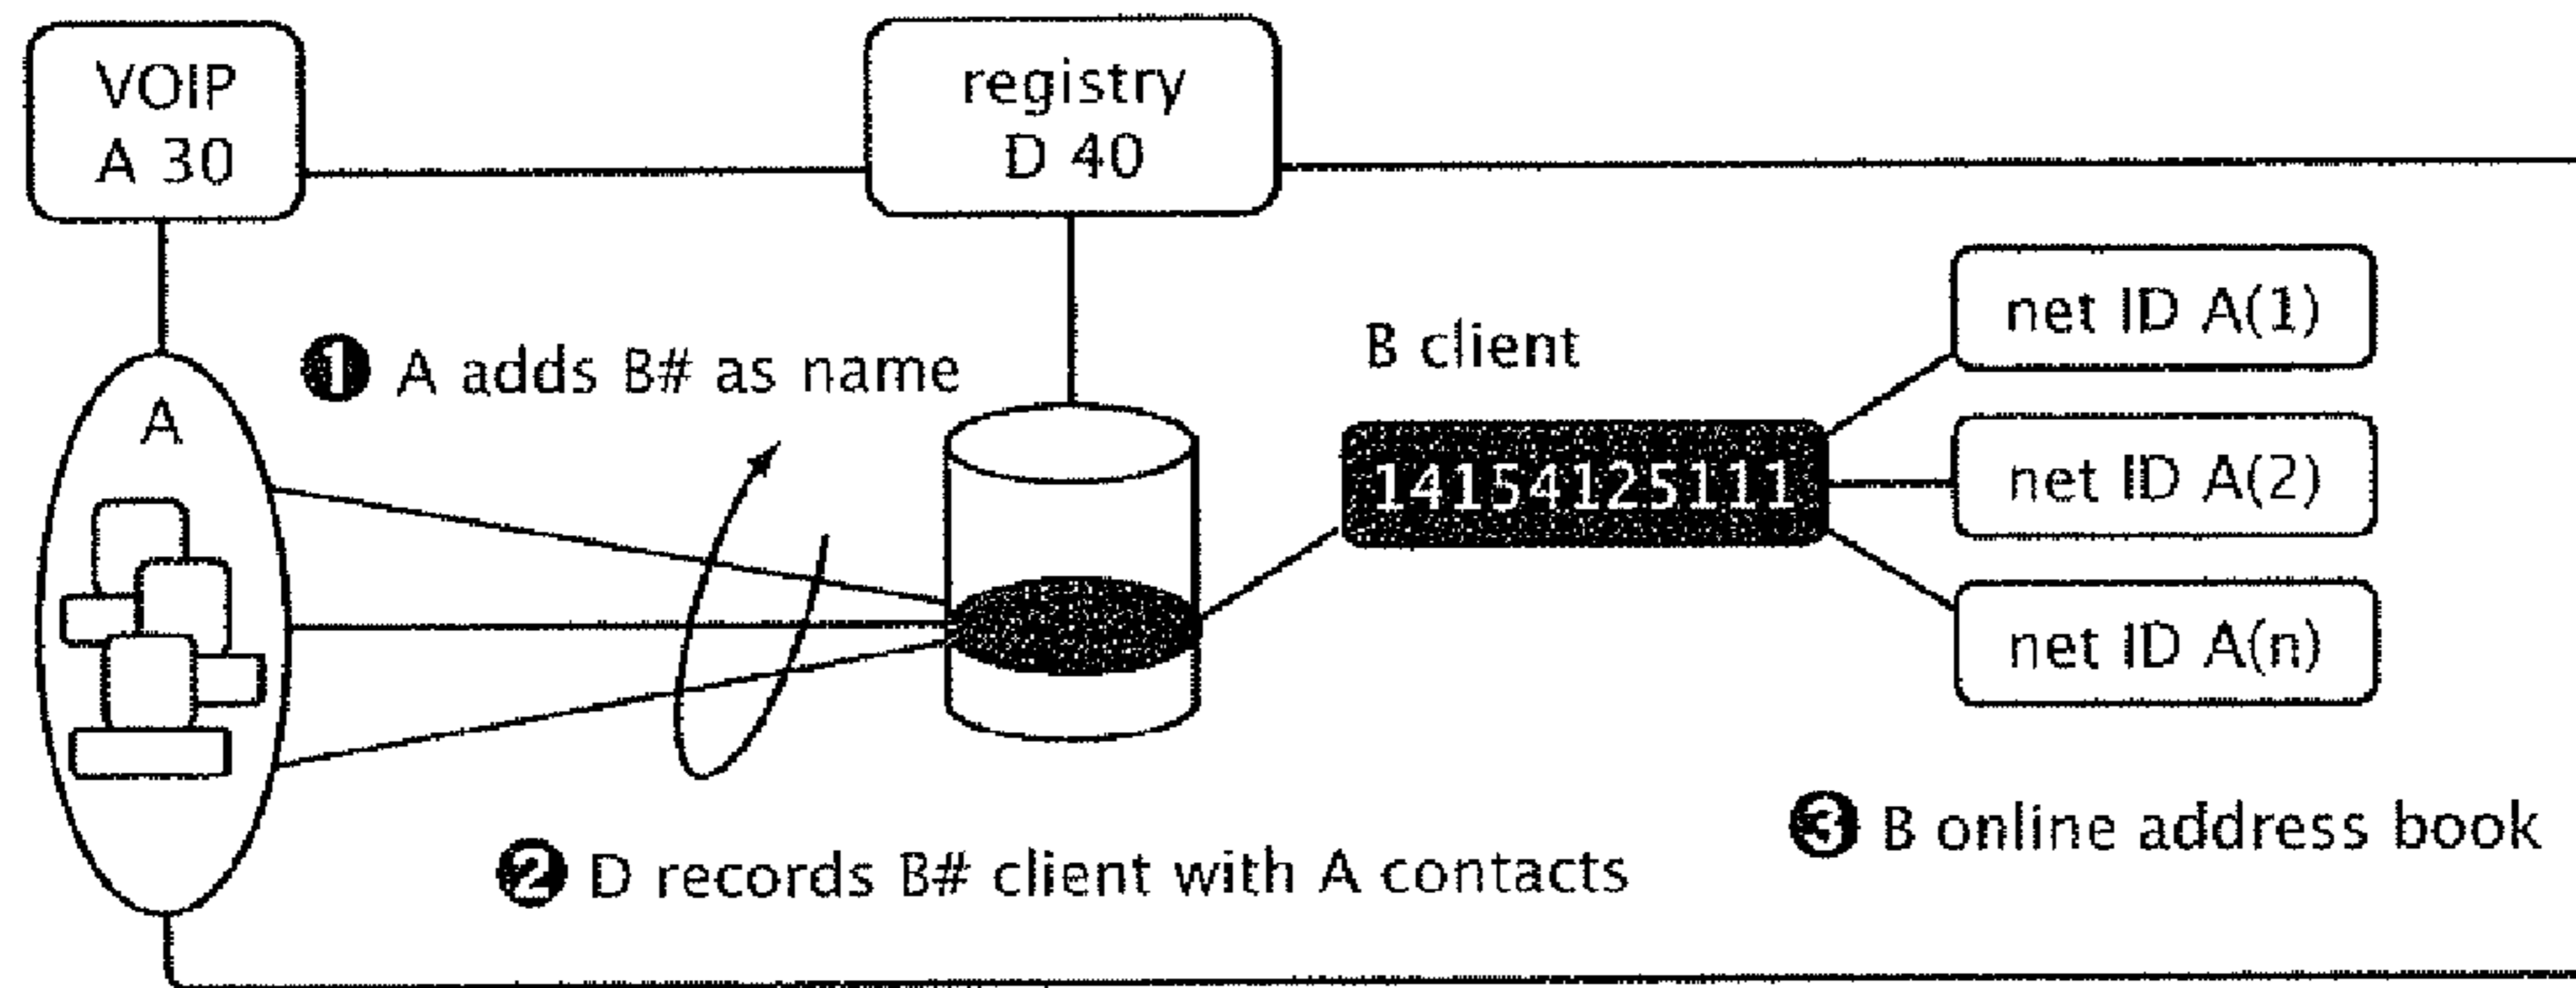 VOIP
A 30
registry
D 40
❶ A adds B# as name
A
B client
14154125111
net ID A(1)
net ID A(2)
net ID A(n)
❷ D records B# client with A contacts
❸ B online address book